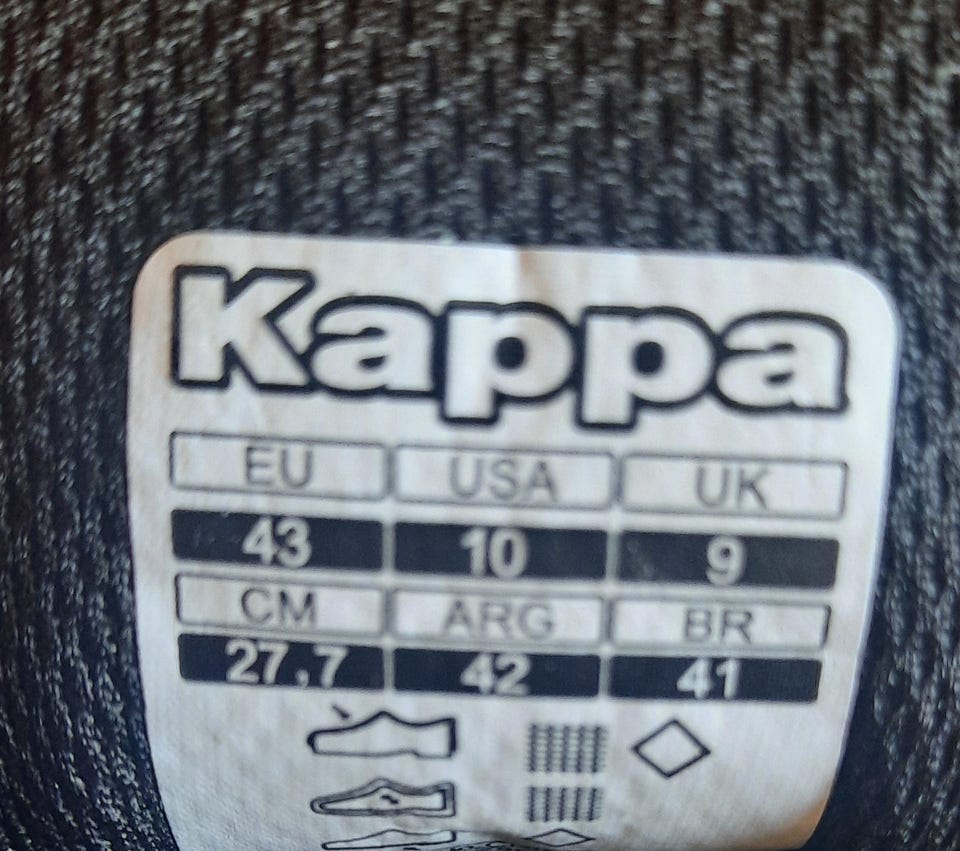 Kappa
EU USA UK
43 10 9
CM ARG BR
27,7 42 41